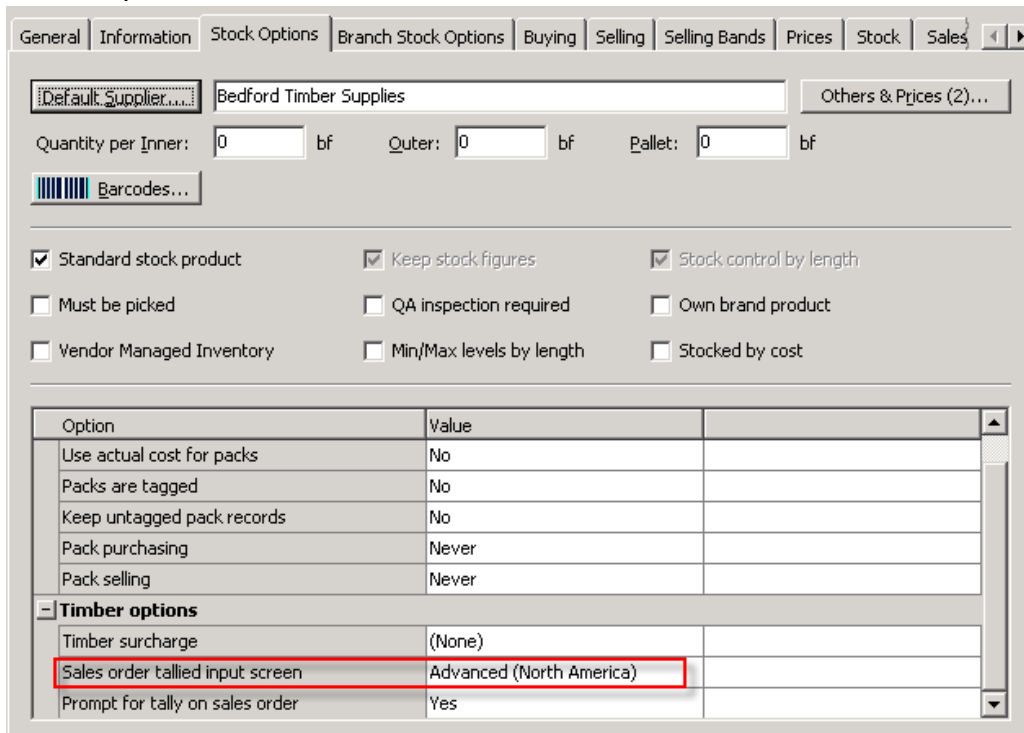 General Information Stock Options Branch Stock Options Buying Selling Selling Bands Prices Stock Sales
Default Supplier.... Bedford Timber Supplies Others & Prices (2)...
Quantity per Inner: 0 bf Outer: 0 bf Pallet: 0 bf
Barcodes...
Standard stock product Keep stock figures Stock control by length
Must be picked QA inspection required Own brand product
Vendor Managed Inventory Min/Max levels by length Stocked by cost
Option Value
Use actual cost for packs No
Packs are tagged No
Keep untagged pack records No
Pack purchasing Never
Pack selling Never
Timber options
Timber surcharge (None)
Sales order tallied input screen Advanced (North America)
Prompt for tally on sales order Yes